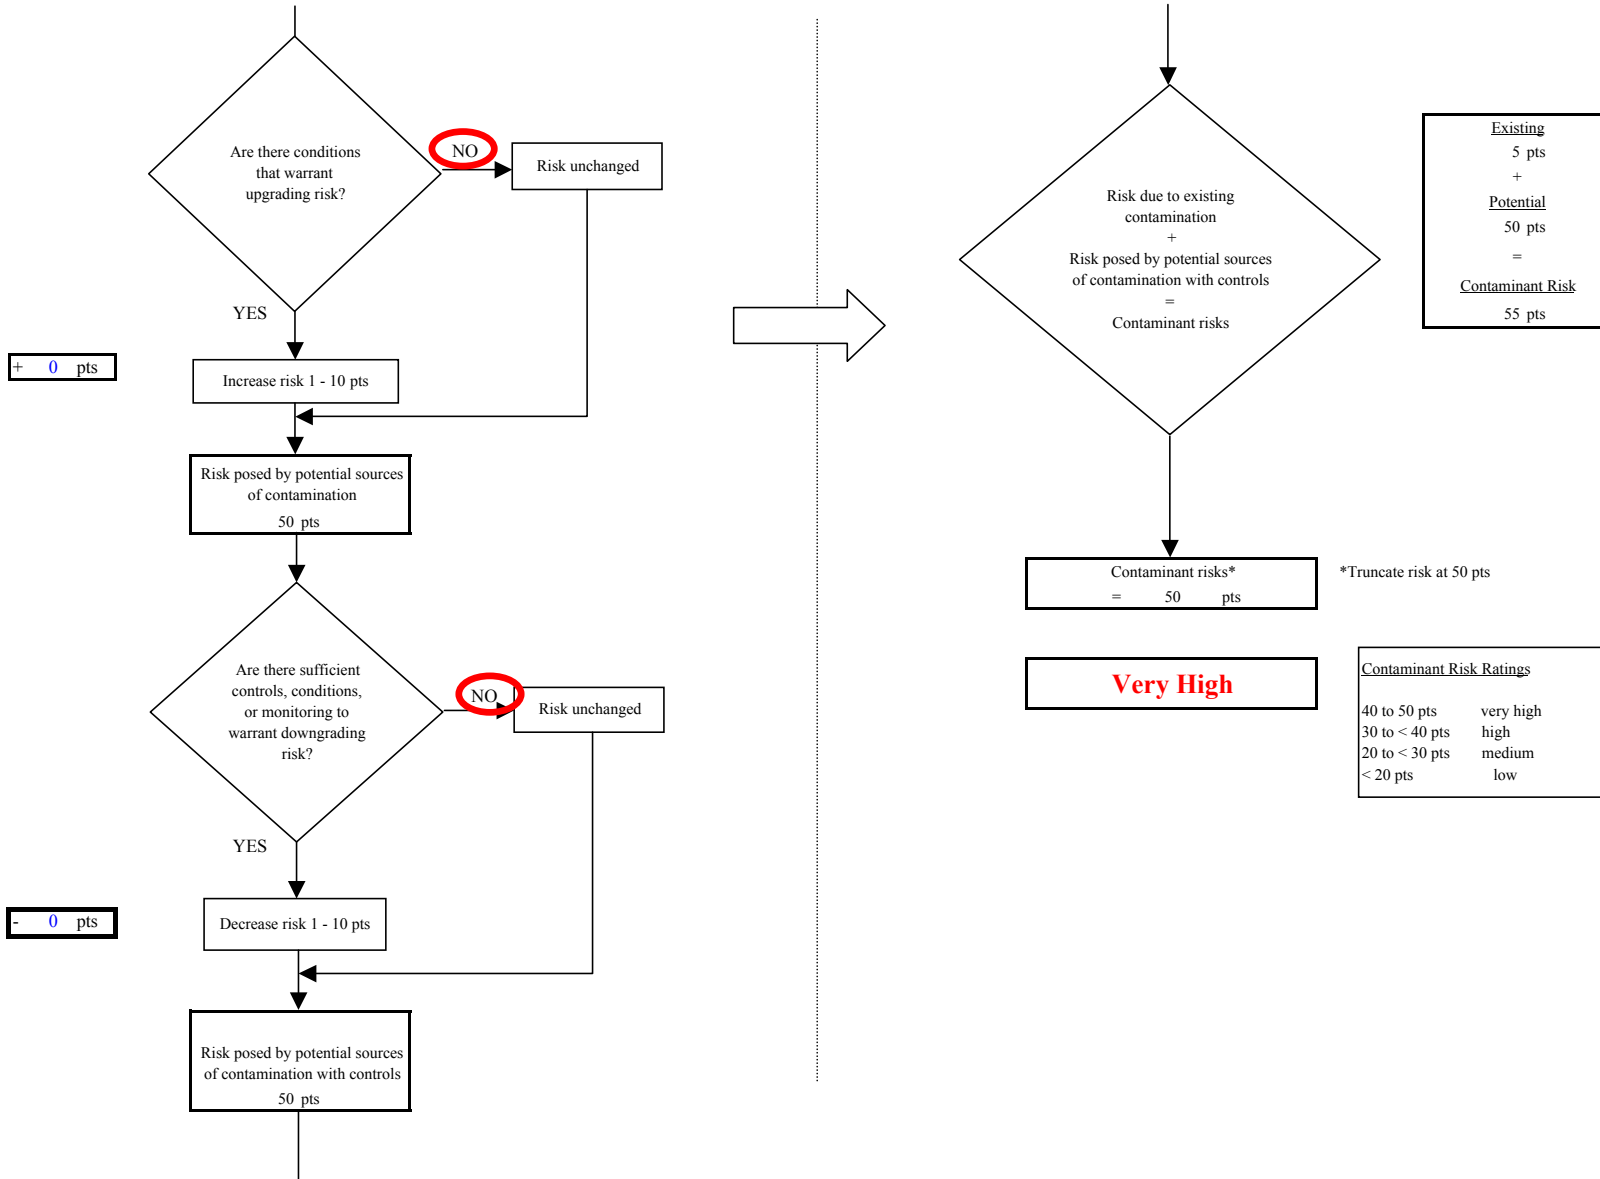 Are there conditions
that warrant
upgrading risk?
NO
Risk unchanged
YES
+ 0 pts
Increase risk 1 - 10 pts
Risk posed by potential sources
of contamination
50 pts
Are there sufficient
controls, conditions,
or monitoring to
warrant downgrading
risk?
NO
Risk unchanged
YES
- 0 pts
Decrease risk 1 - 10 pts
Risk posed by potential sources
of contamination with controls
50 pts
Risk due to existing
contamination
+
Risk posed by potential sources
of contamination with controls
=
Contaminant risks
Existing
5 pts
+
Potential
50 pts
=
Contaminant Risk
55 pts
Contaminant risks*
= 50 pts
*Truncate risk at 50 pts
Very High
Contaminant Risk Ratings
40 to 50 pts very high
30 to < 40 pts high
20 to < 30 pts medium
< 20 pts low